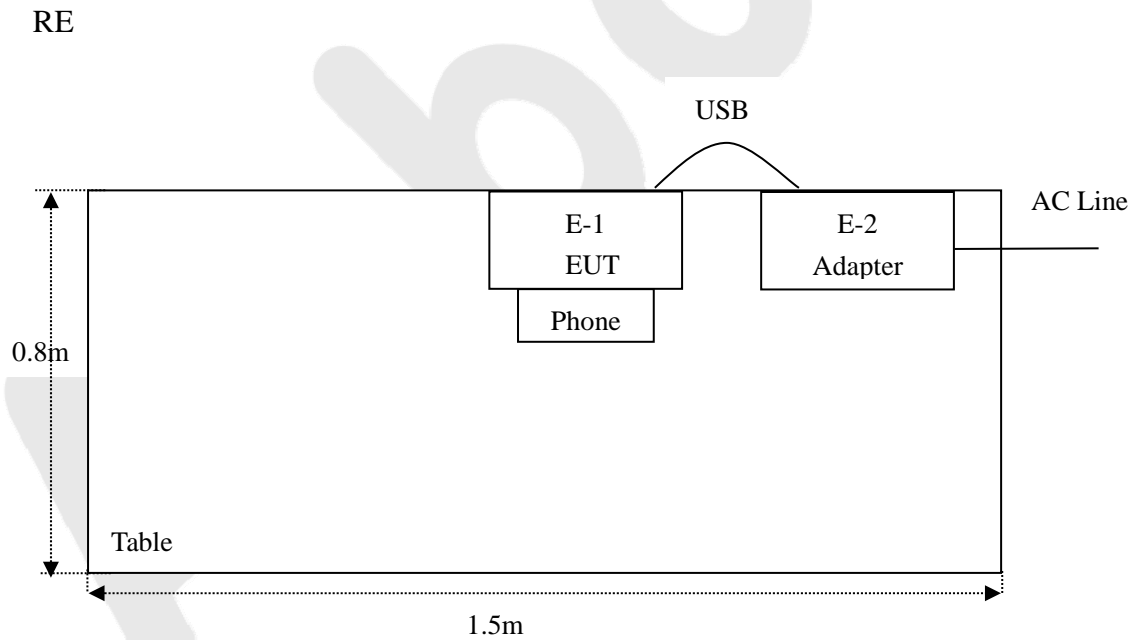 RE
USB
AC Line
E-1
EUT
E-2
Adapter
Phone
0.8m
Table
1.5m